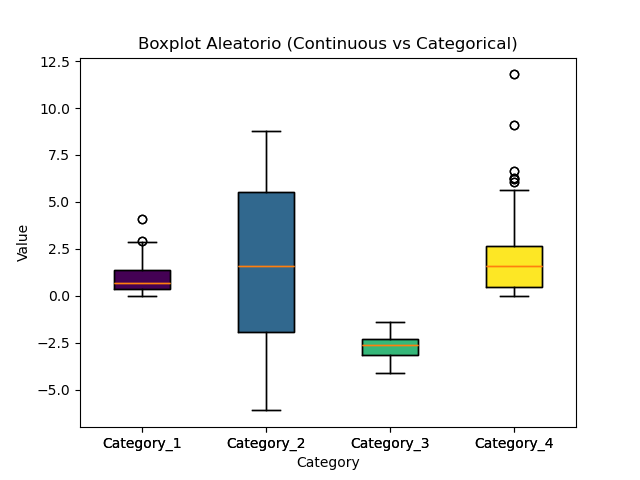 Boxplot Aleatorio (Continuous vs Categorical)
12.5
10.0
7.5
5.0
2.5
0.0
−2.5
−5.0
Value
Category_1 Category_2 Category_3 Category_4
Category